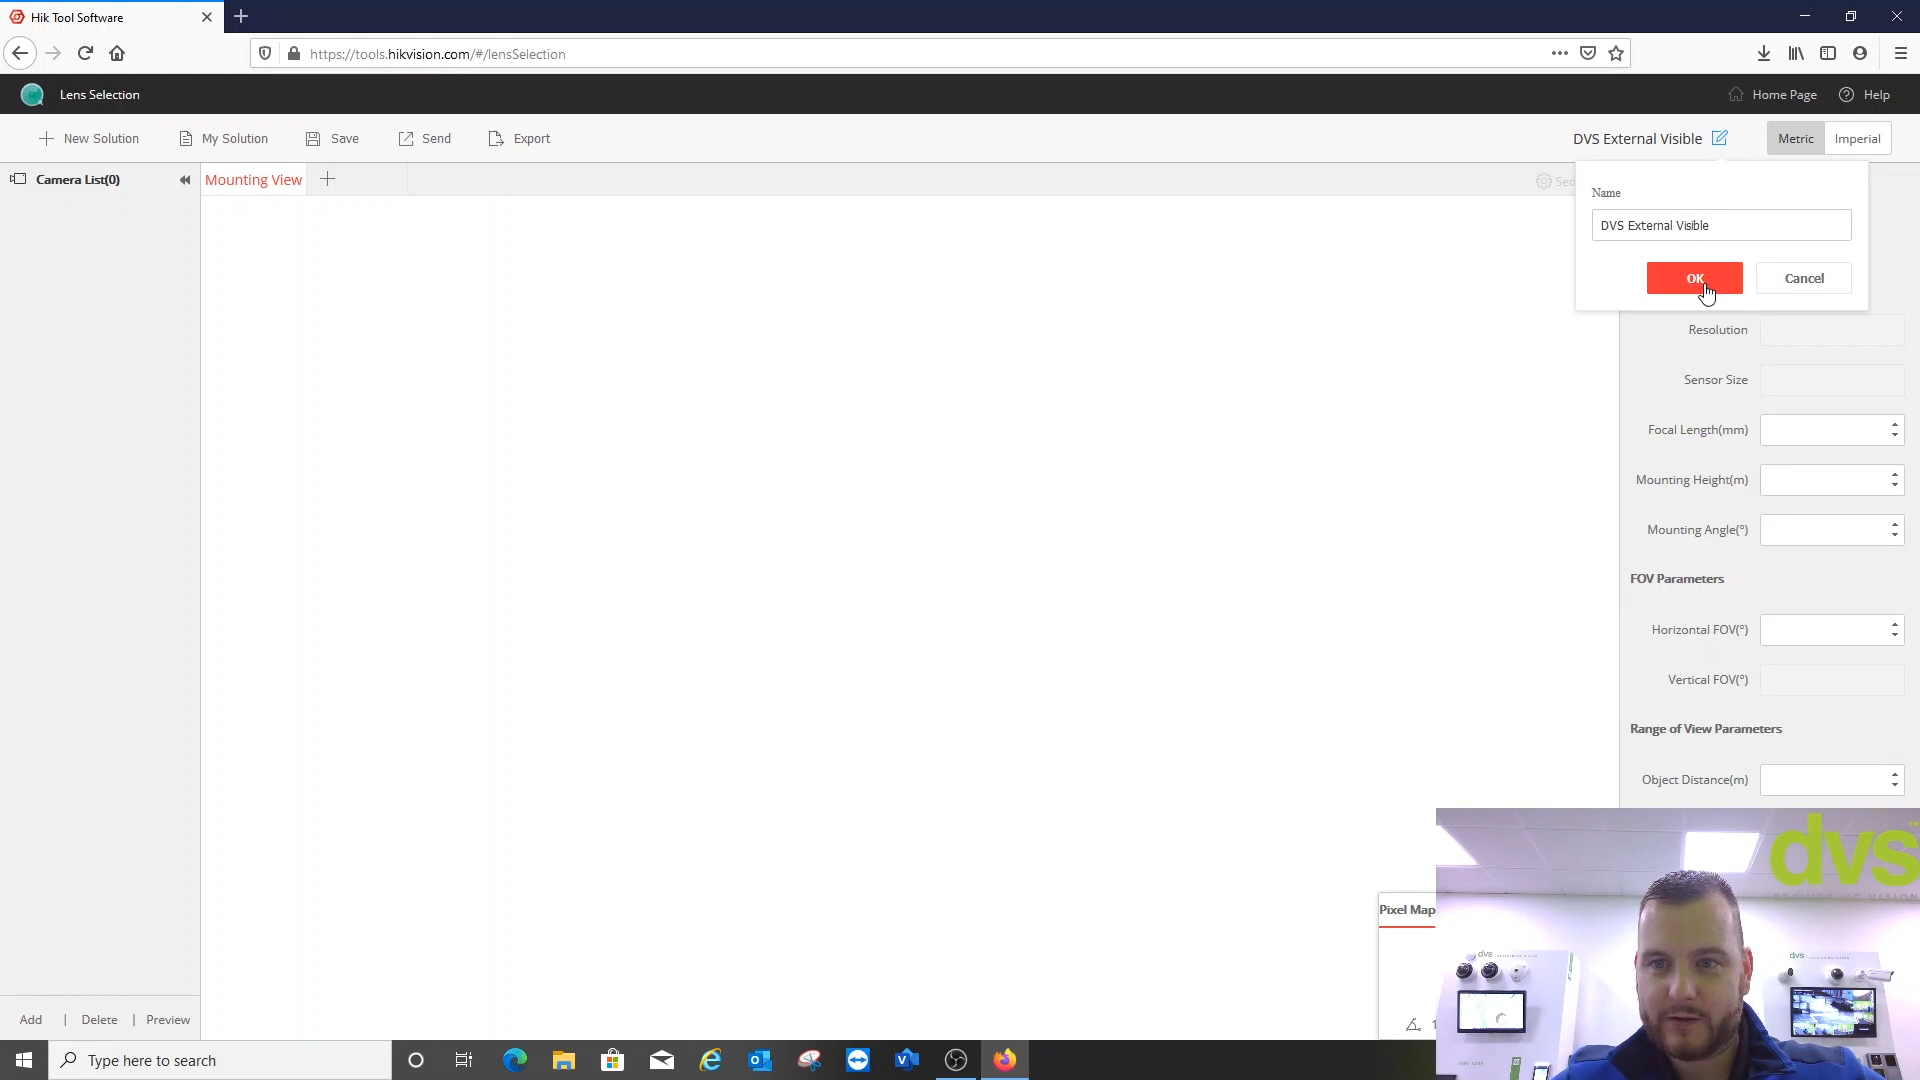 Hik Tool Software
https://tools.hikvision.com/#/lensSelection
Lens Selection
Home Page
Help
New Solution
My Solution
Save
Send
Export
DVS External Visible
Metric
Imperial
Camera List(0)
Mounting View
Name
DVS External Visible
OK
Cancel
Resolution
Sensor Size
Focal Length(mm)
Mounting Height(m)
Mounting Angle(°)
FOV Parameters
Horizontal FOV(°)
Vertical FOV(°)
Range of View Parameters
Object Distance(m)
Pixel Map
dvs™
dvs
dvs
Add | Delete | Preview
Type here to search